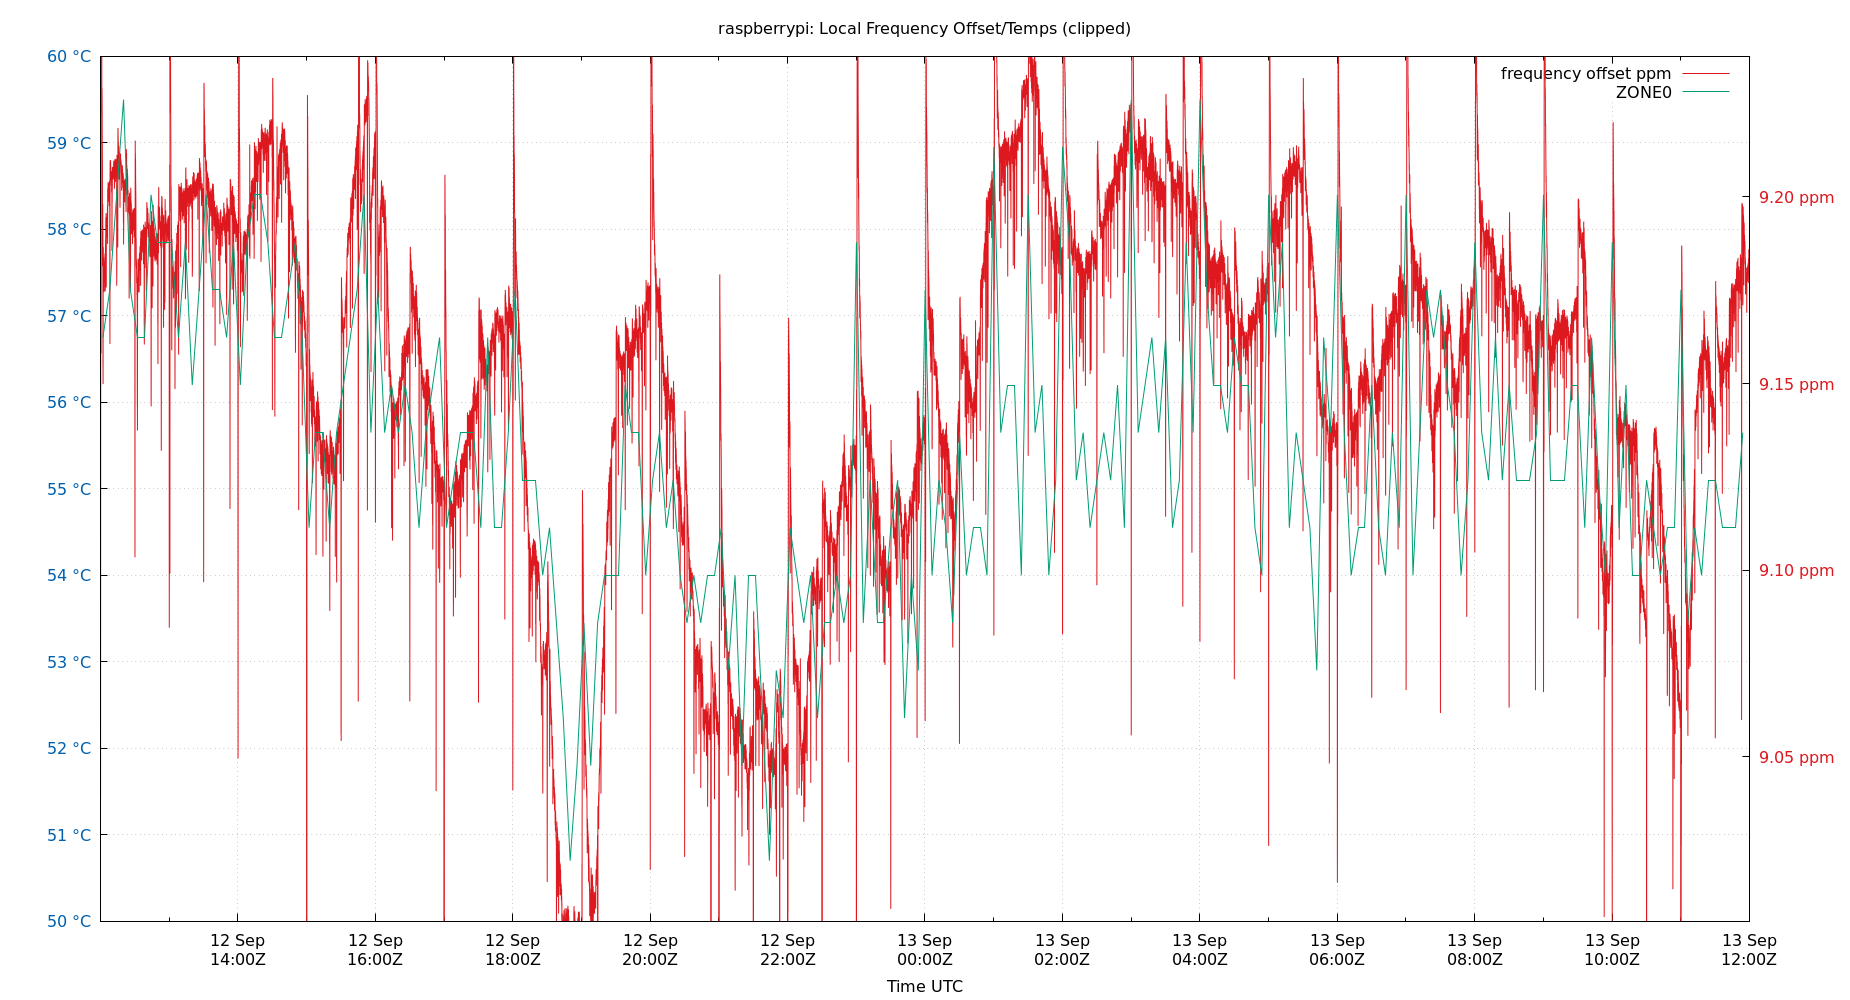 raspberrypi: Local Frequency Offset/Temps (clipped)
60 °C
59 °C
58 °C
57 °C
56 °C
55 °C
54 °C
53 °C
52 °C
51 °C
50 °C
frequency offset ppm
ZONE0
9.20 ppm
9.15 ppm
9.10 ppm
9.05 ppm
12 Sep
14:00Z
12 Sep
16:00Z
12 Sep
18:00Z
12 Sep
20:00Z
12 Sep
22:00Z
13 Sep
00:00Z
13 Sep
02:00Z
13 Sep
04:00Z
13 Sep
06:00Z
13 Sep
08:00Z
13 Sep
10:00Z
13 Sep
12:00Z
Time UTC